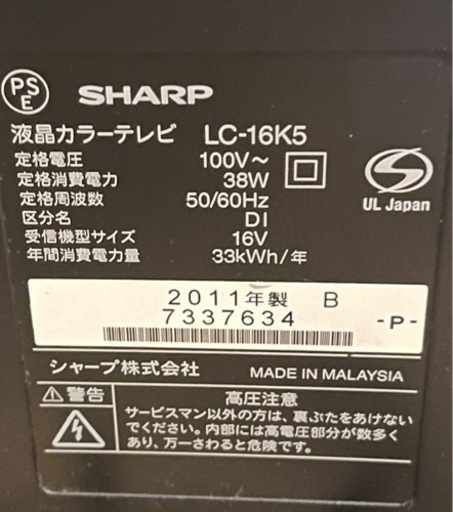 PS
E
SHARP
液晶カラーテレビ LC-16K5
定格電圧 100V~
定格消費電力 38W
定格周波数 50/60Hz
区分名 DI
受信機型サイズ 16V
年間消費電力量 33kWh/年
UL Japan
2011年製 B
7337634 -P-
シャープ株式会社 MADE IN MALAYSIA
⚠警告
高圧注意
サービスマン以外の方は、裏ぶたをあけない
でください。内部には高電圧部分が数多く
あり、万一さわると危険です。